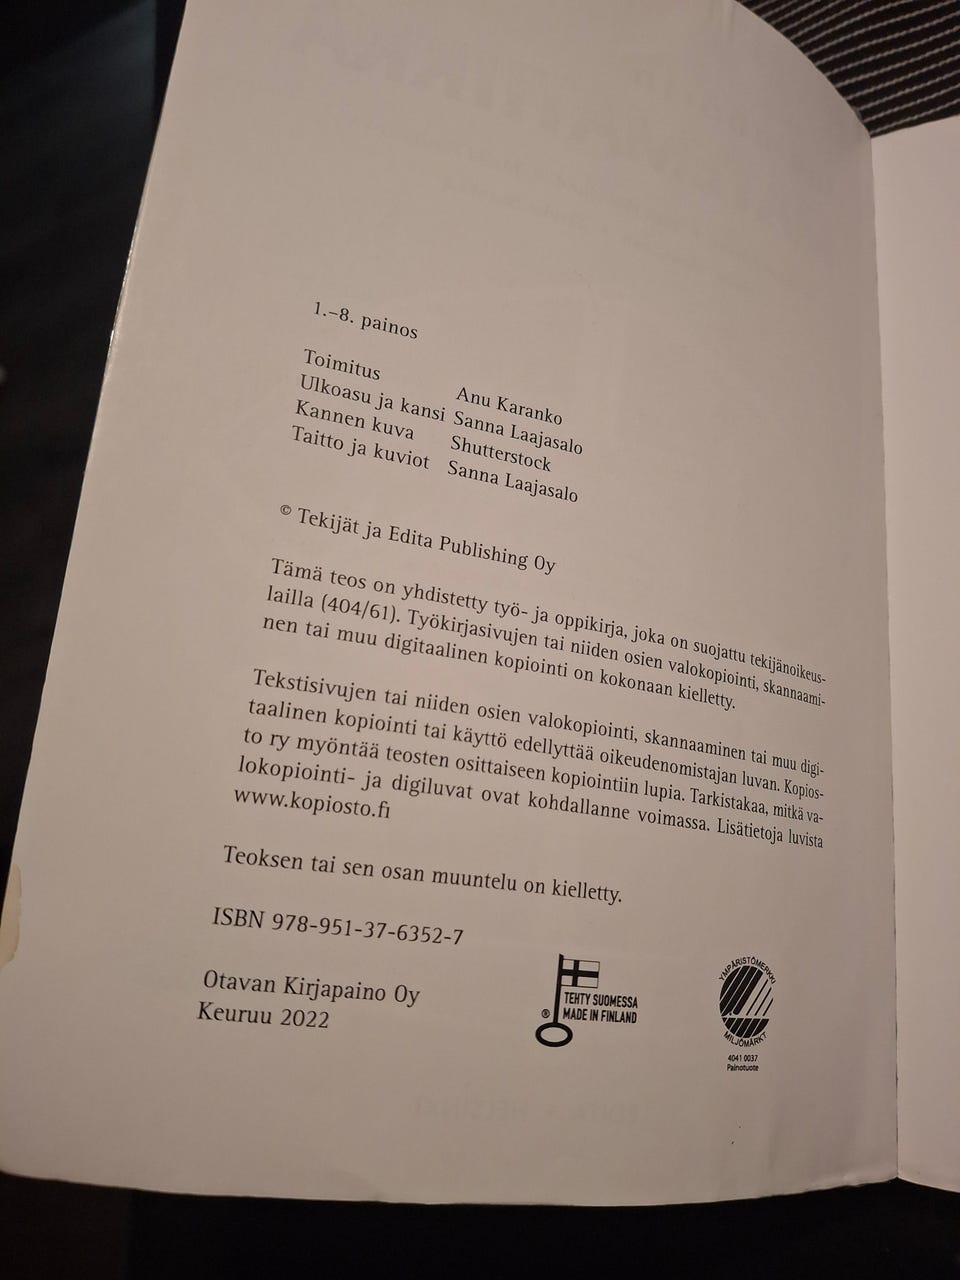 1.–8. painos
Toimitus Anu Karanko
Ulkoasu ja kansi Sanna Laajasalo
Kannen kuva Shutterstock
Taitto ja kuviot Sanna Laajasalo
© Tekijät ja Edita Publishing Oy
Tämä teos on yhdistetty työ- ja oppikirja, joka on suojattu tekijänoikeus-
lailla (404/61). Työkirjasivujen tai niiden osien valokopiointi, skannaami-
nen tai muu digitaalinen kopiointi on kokonaan kielletty.
Tekstisivujen tai niiden osien valokopiointi, skannaaminen tai muu digi-
taalinen kopiointi tai käyttö edellyttää oikeudenomistajan luvan. Kopios-
to ry myöntää teosten osittaiseen kopiointiin lupia. Tarkistakaa, mitkä va-
lokopiointi- ja digiluvat ovat kohdallanne voimassa. Lisätietoja luvista
www.kopiosto.fi
Teoksen tai sen osan muuntelu on kielletty.
ISBN 978-951-37-6352-7
Otavan Kirjapaino Oy
Keuruu 2022
TEHTY SUOMESSA
® MADE IN FINLAND
YMPÄRISTÖMERKKI
MILJÖMÄRKT
4041 0037
Painotuote